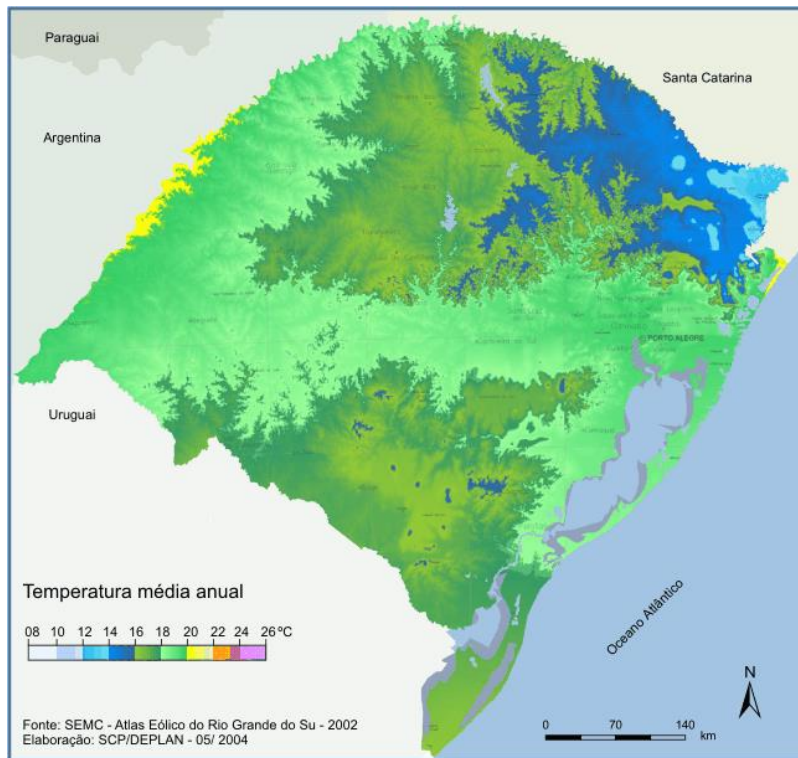 Paraguai
Santa Catarina
Argentina
PORTO ALEGRE
Uruguai
Oceano Atlântico
Temperatura média anual
08 10 12 14 16 18 20 22 24 26 ºC
N
Fonte: SEMC - Atlas Eólico do Rio Grande do Su - 2002
Elaboração: SCP/DEPLAN - 05/ 2004
0 70 140
km